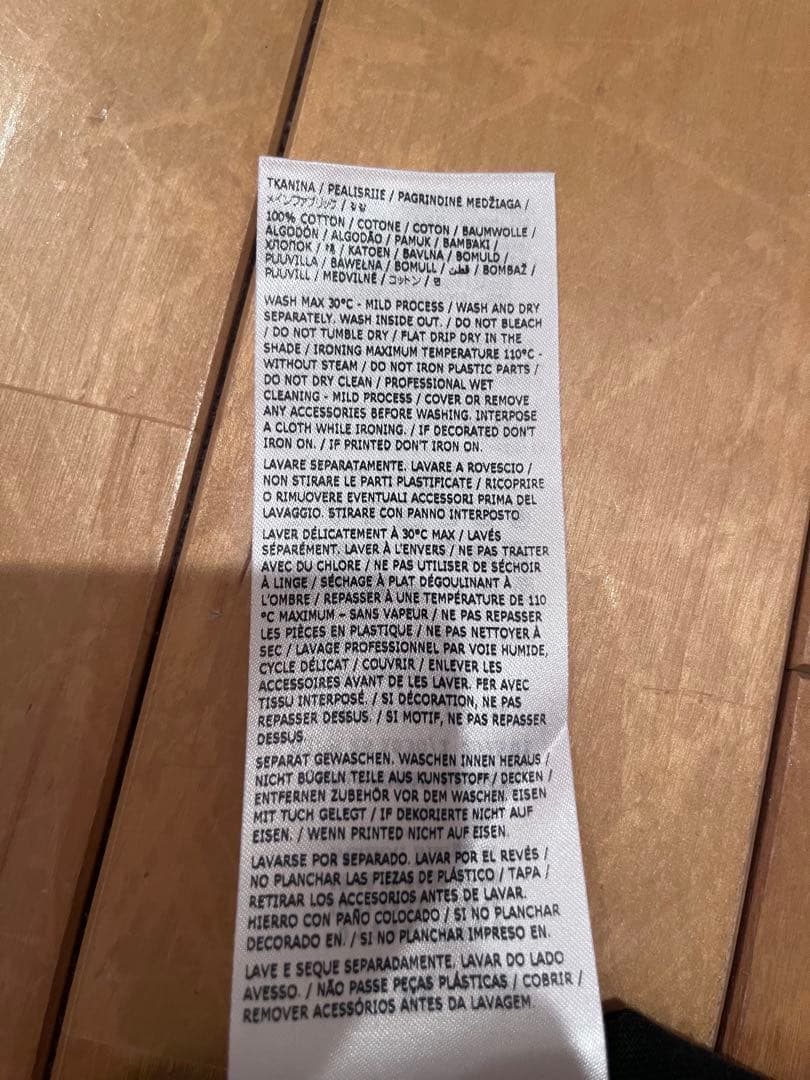 TKANINA / PEALISRIIE / PAGRINDINĖ MEDŽIAGA /
メインファブリック /
100% COTTON / COTONE / COTON / BAUMWOLLE /
ALGODÓN / ALGODÃO / PAMUK / BAMBAKI /
ХЛОПОК / 棉 / KATOEN / BAVLNA / BOMULD /
PUUVILLA / BAWEŁNA / BOMULL / قطن / BOMBAŽ /
PUUVILL / MEDVILNĖ / コットン / 면
WASH MAX 30°C - MILD PROCESS / WASH AND DRY
SEPARATELY. WASH INSIDE OUT. / DO NOT BLEACH
/ DO NOT TUMBLE DRY / FLAT DRIP DRY IN THE
SHADE / IRONING MAXIMUM TEMPERATURE 110°C -
WITHOUT STEAM / DO NOT IRON PLASTIC PARTS /
DO NOT DRY CLEAN / PROFESSIONAL WET
CLEANING - MILD PROCESS / COVER OR REMOVE
ANY ACCESSORIES BEFORE WASHING. INTERPOSE
A CLOTH WHILE IRONING. / IF DECORATED DON'T
IRON ON. / IF PRINTED DON'T IRON ON.
LAVARE SEPARATAMENTE. LAVARE A ROVESCIO /
NON STIRARE LE PARTI PLASTIFICATE / RICOPRIRE
O RIMUOVERE EVENTUALI ACCESSORI PRIMA DEL
LAVAGGIO. STIRARE CON PANNO INTERPOSTO
LAVER DÉLICATEMENT À 30°C MAX / LAVÉS
SÉPARÉMENT. LAVER À L'ENVERS / NE PAS TRAITER
AVEC DU CHLORE / NE PAS UTILISER DE SÉCHOIR
À LINGE / SÉCHAGE À PLAT DÉGOULINANT À
L'OMBRE / REPASSER À UNE TEMPÉRATURE DE 110
°C MAXIMUM – SANS VAPEUR / NE PAS REPASSER
LES PIÈCES EN PLASTIQUE / NE PAS NETTOYER À
SEC / LAVAGE PROFESSIONNEL PAR VOIE HUMIDE,
CYCLE DÉLICAT / COUVRIR / ENLEVER LES
ACCESSOIRES AVANT DE LES LAVER. FER AVEC
TISSU INTERPOSÉ. / SI DÉCORATION, NE PAS
REPASSER DESSUS. / SI MOTIF, NE PAS REPASSER
DESSUS.
SEPARAT GEWASCHEN. WASCHEN INNEN HERAUS /
NICHT BÜGELN TEILE AUS KUNSTSTOFF / DECKEN /
ENTFERNEN ZUBEHÖR VOR DEM WASCHEN. EISEN
MIT TUCH GELEGT / IF DEKORIERTE NICHT AUF
EISEN. / WENN PRINTED NICHT AUF EISEN.
LAVARSE POR SEPARADO. LAVAR POR EL REVÉS /
NO PLANCHAR LAS PIEZAS DE PLÁSTICO / TAPA /
RETIRAR LOS ACCESORIOS ANTES DE LAVAR.
HIERRO CON PAÑO COLOCADO / SI NO PLANCHAR
DECORADO EN. / SI NO PLANCHAR IMPRESO EN.
LAVE E SEQUE SEPARADAMENTE. LAVAR DO LADO
AVESSO. / NÃO PASSE PEÇAS PLÁSTICAS / COBRIR /
REMOVER ACESSÓRIOS ANTES DA LAVAGEM.